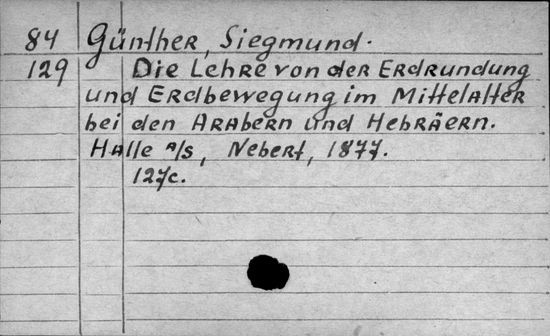 84 Günther, Siegmund.
129 Die Lehre von der Erdrundung
und Erdbewegung im Mittelalter
bei den Arabern und Hebräern.
Halle a/s, Nebert, 1877.
127c.